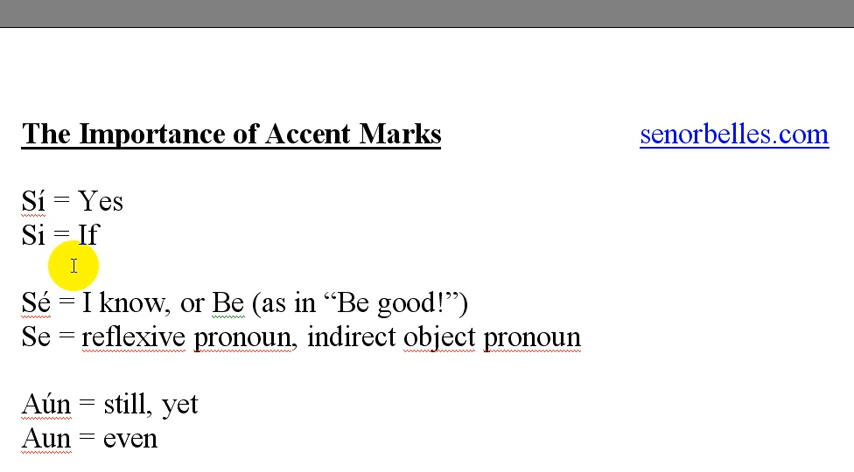 The Importance of Accent Marks senorbelles.com
Sí = Yes
Si = If
Sé = I know, or Be (as in “Be good!”)
Se = reflexive pronoun, indirect object pronoun
Aún = still, yet
Aun = even